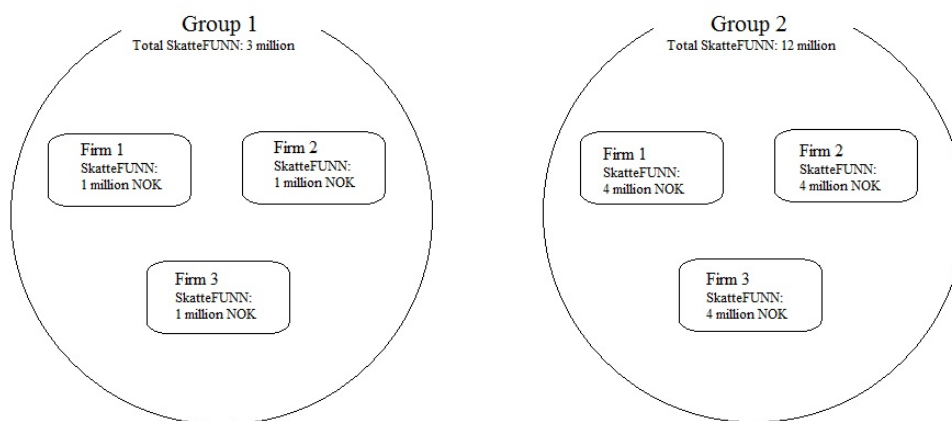 Group 1
Total SkatteFUNN: 3 million
Firm 1
SkatteFUNN:
1 million NOK
Firm 2
SkatteFUNN:
1 million NOK
Firm 3
SkatteFUNN:
1 million NOK
Group 2
Total SkatteFUNN: 12 million
Firm 1
SkatteFUNN:
4 million NOK
Firm 2
SkatteFUNN:
4 million NOK
Firm 3
SkatteFUNN:
4 million NOK